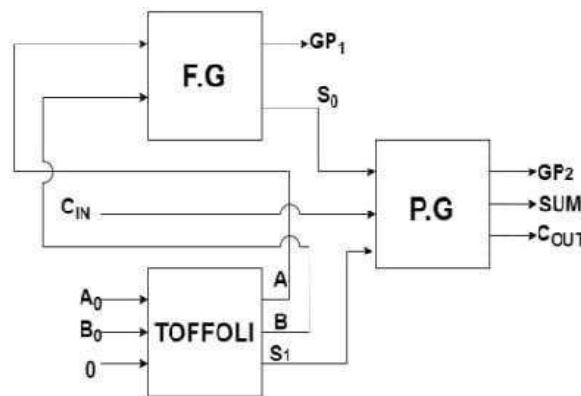 F.G
GP1
S0
CIN
P.G
GP2
SUM
COUT
A
A0
B0
0
TOFFOLI
B
S1